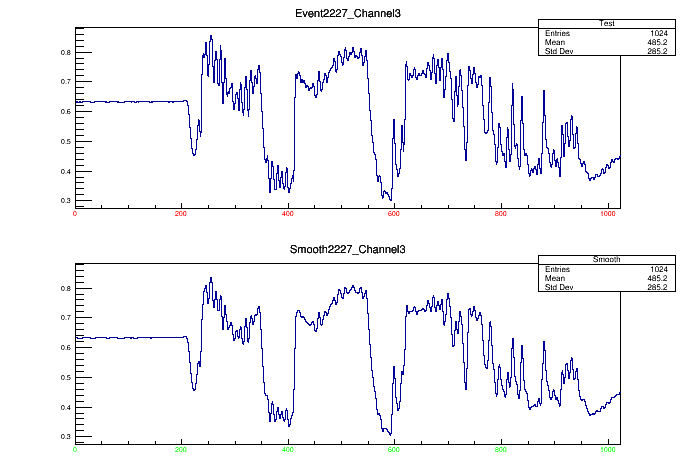 Event2227_Channel3
Test
Entries 1024
Mean 485.2
Std Dev 285.2
0.8
0.7
0.6
0.5
0.4
0.3
0 200 400 600 800 1000
Smooth2227_Channel3
Smooth
Entries 1024
Mean 485.2
Std Dev 285.2
0.8
0.7
0.6
0.5
0.4
0.3
0 200 400 600 800 1000